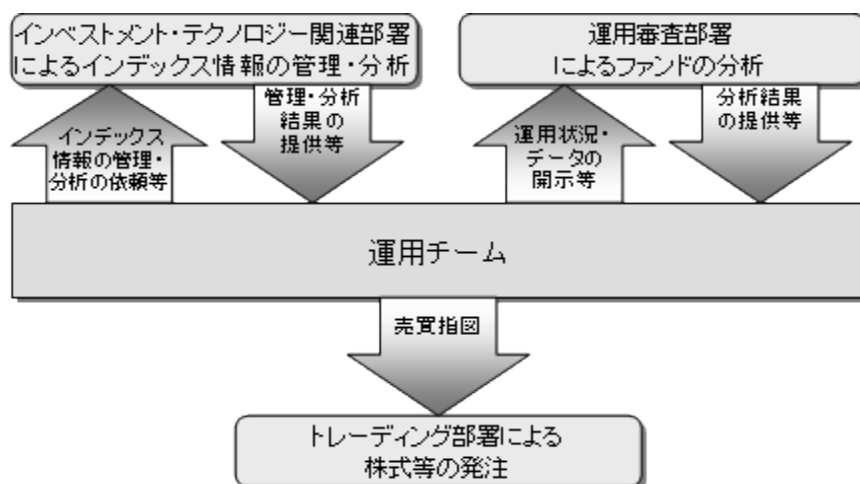 インベストメント・テクノロジー関連部署
によるインデックス情報の管理・分析
運用審査部署
によるファンドの分析
インデックス
情報の管理・
分析の依頼等
管理・分析
結果の
提供等
運用状況・
データの
開示等
分析結果
の提供等
運用チーム
売買指図
トレーディング部署による
株式等の発注